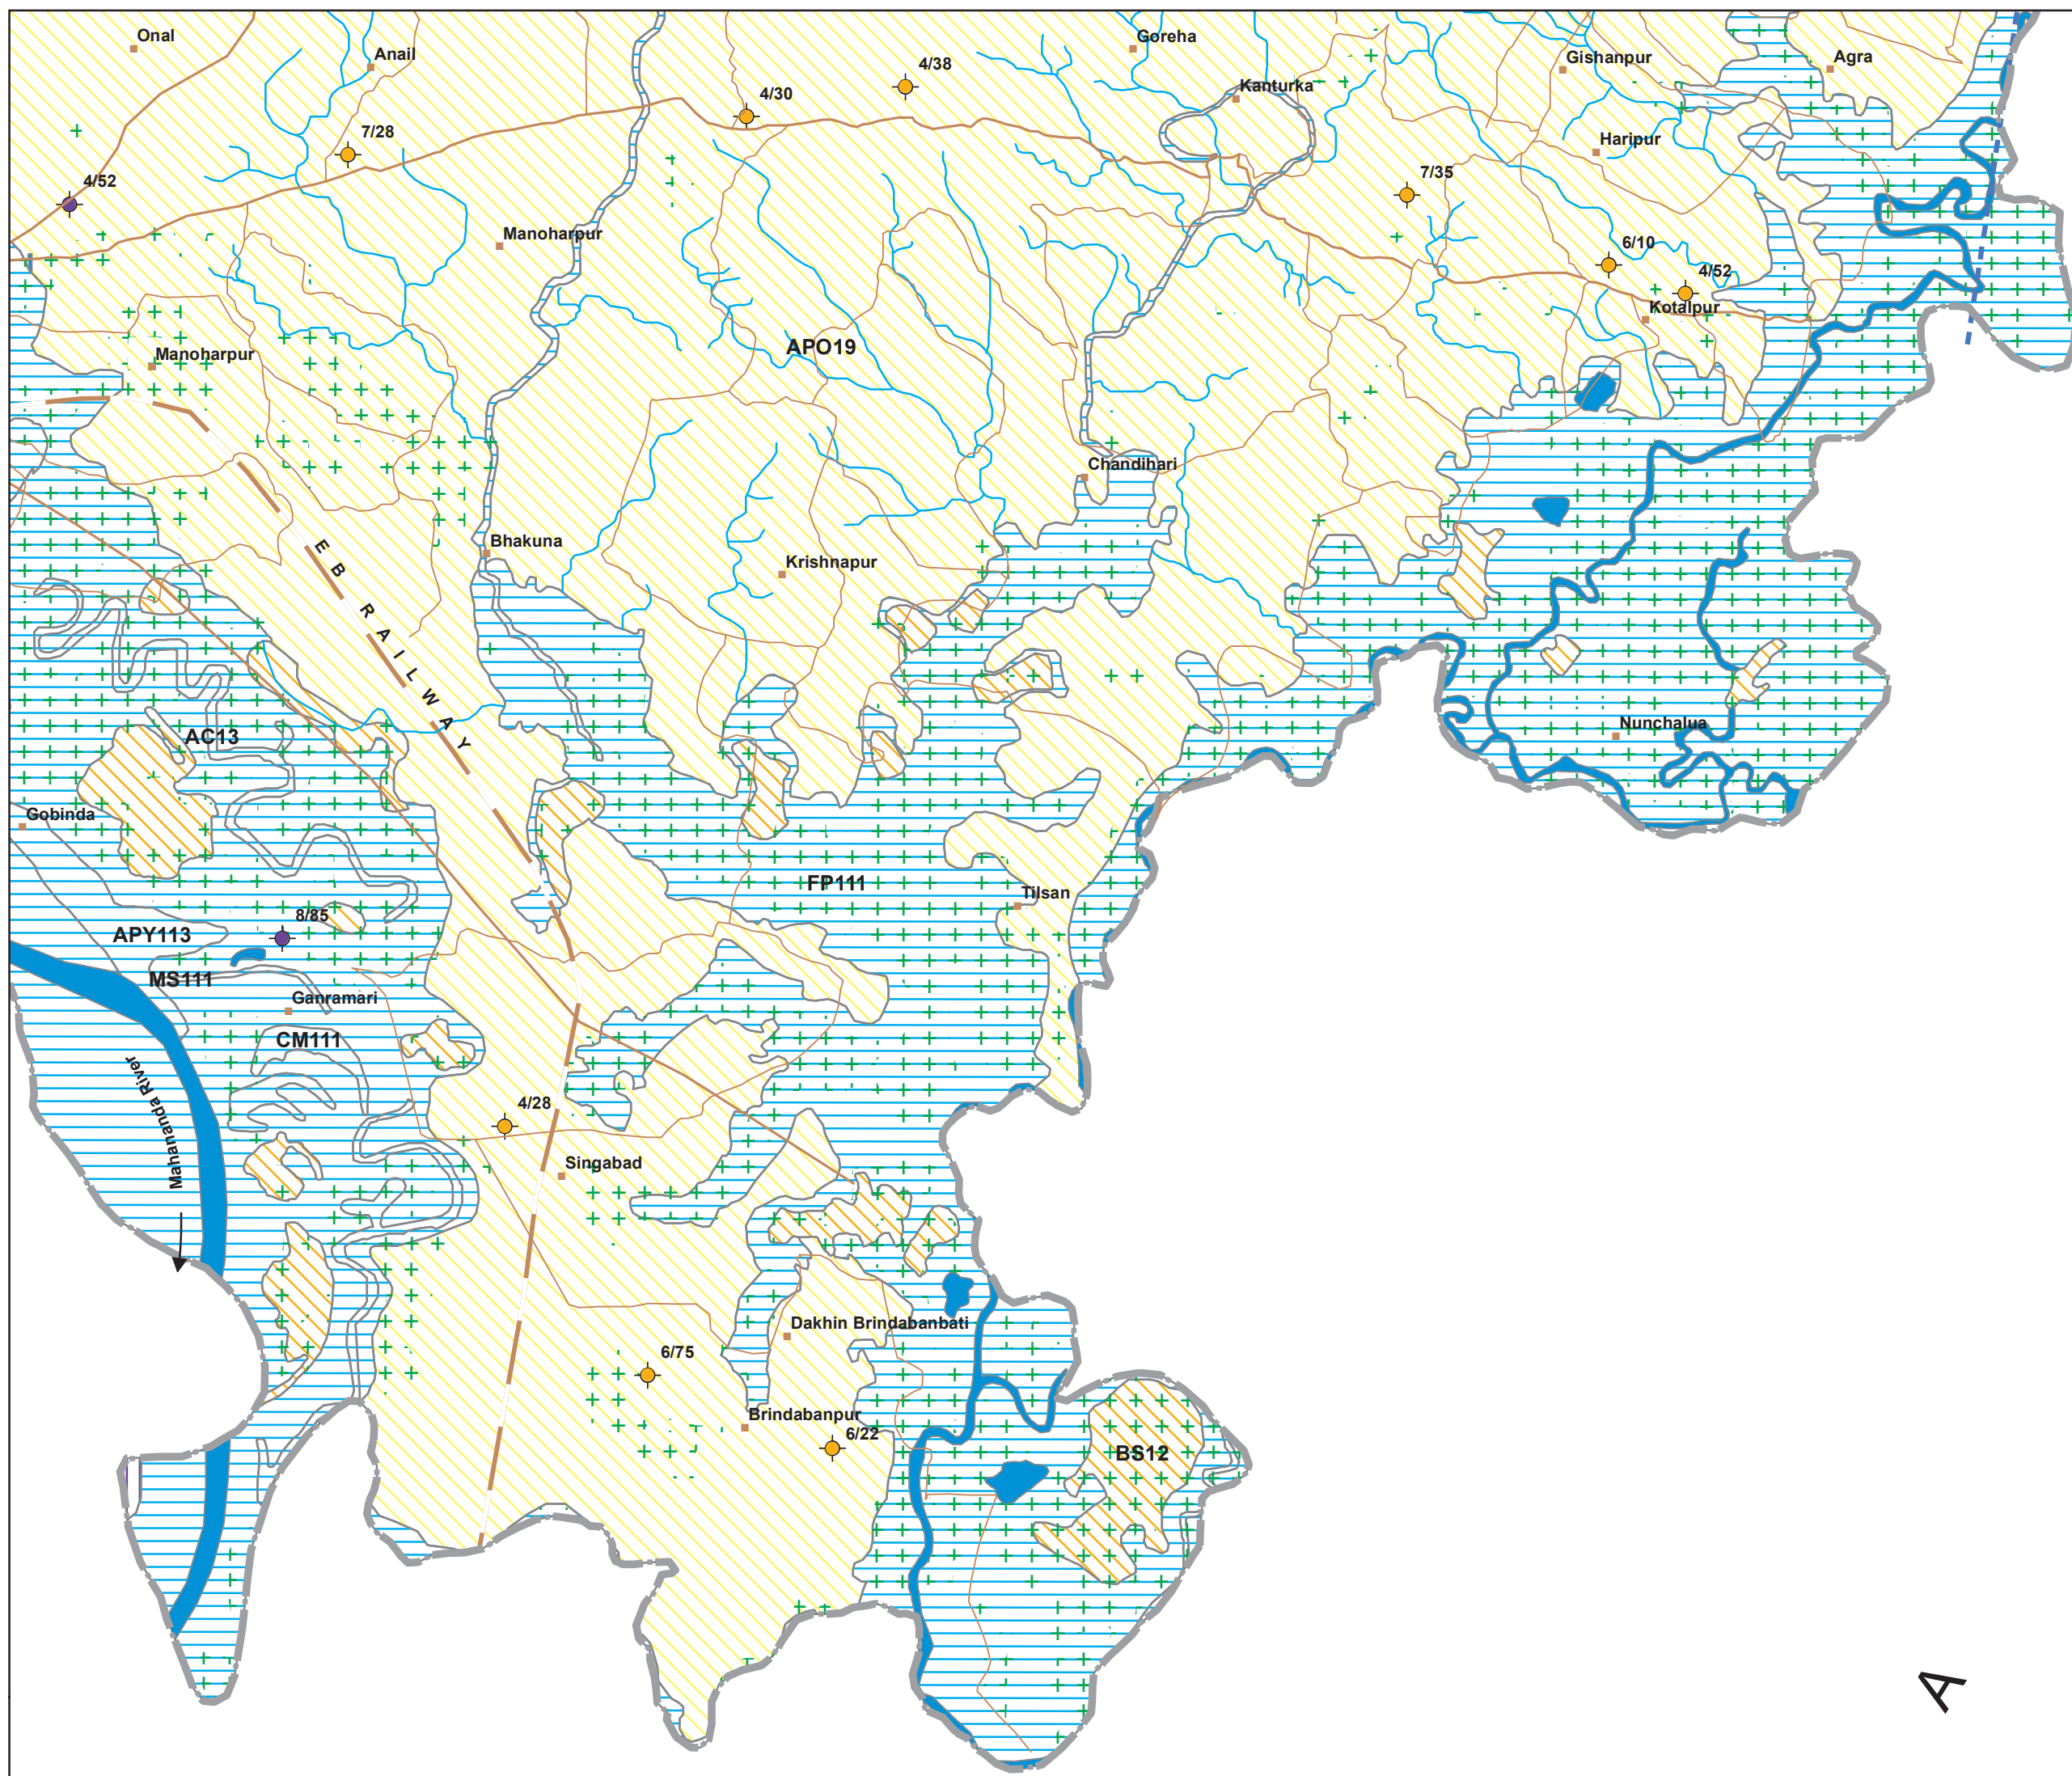 Onal
Anail
Goreha
Gishanpur
Agra
4/38
Kanturka
4/30
7/28
Haripur
4/52
7/35
Manoharpur
6/10
4/52
Kotalpur
APO19
Manoharpur
Chandihari
Bhakuna
EB RAILWAY
Krishnapur
Nunchalua
AC13
Gobinda
FP111
Tilsan
8/85
APY113
MS111
Ganramari
CM111
Mahananda River
4/28
Singabad
Dakhin Brindabanbati
6/75
Brindabanpur
6/22
BS12
A